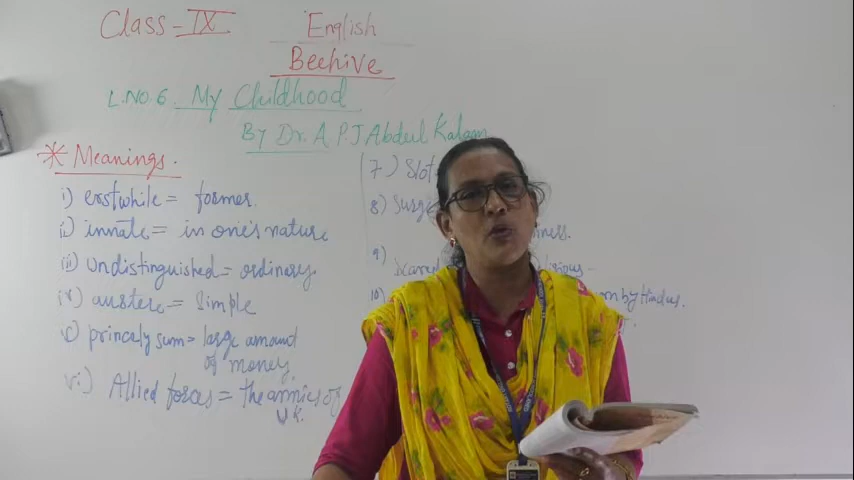 Class - IX English
Beehive
L.No.6. My Childhood
By Dr. A P J Abdul Kalam
* Meanings.
i) erstwhile = former.
ii) innate = in one's nature
iii) undistinguished = ordinary.
iv) austere = Simple
v) princely sum = large amount
of money.
vi) Allied forces = The armies of
U.K.
7)
8)
9)
10) by Hindus.